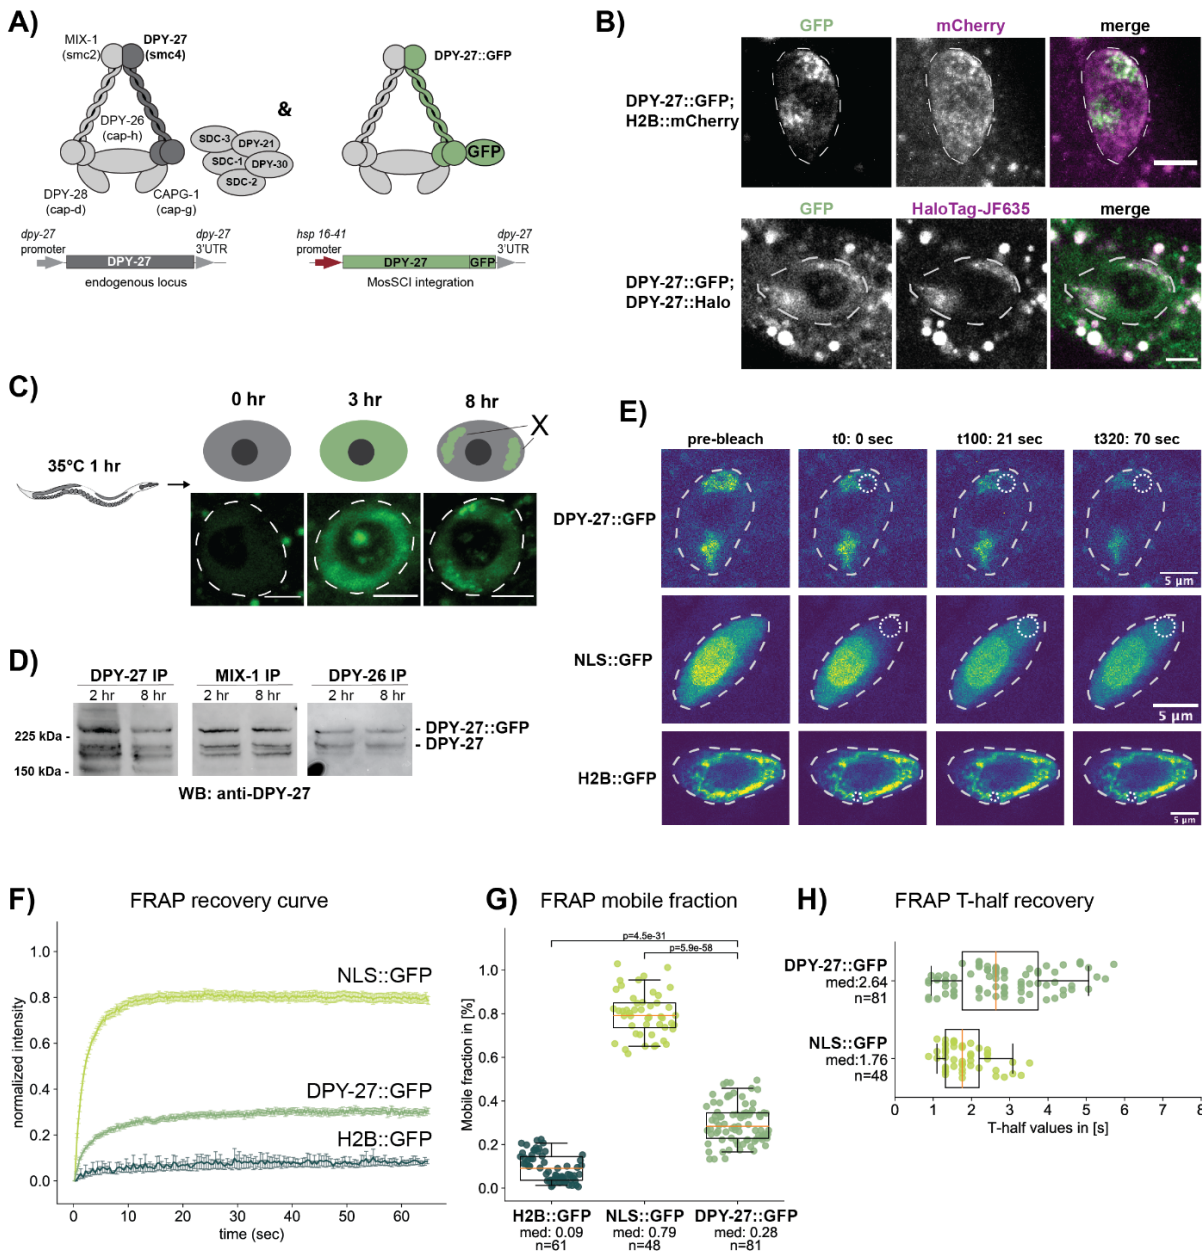 A)
MIX-1
(smc2)
DPY-27
(smc4)
DPY-26
(cap-h)
DPY-28
(cap-d)
CAPG-1
(cap-g)
&
SDC-3
DPY-21
SDC-1
DPY-30
SDC-2
DPY-27::GFP
GFP
dpy-27
promoter
dpy-27
3'UTR
DPY-27
endogenous locus
hsp 16-41
promoter
dpy-27
3'UTR
DPY-27
GFP
MosSCI integration
B)
GFP
mCherry
merge
DPY-27::GFP;
H2B::mCherry
GFP
HaloTag-JF635
merge
DPY-27::GFP;
DPY-27::Halo
C)
0 hr
3 hr
8 hr
X
35°C 1 hr
D)
DPY-27 IP
MIX-1 IP
DPY-26 IP
2 hr
8 hr
2 hr
8 hr
2 hr
8 hr
225 kDa -
150 kDa -
- DPY-27::GFP
- DPY-27
WB: anti-DPY-27
E)
pre-bleach
t0: 0 sec
t100: 21 sec
t320: 70 sec
DPY-27::GFP
5 µm
NLS::GFP
5 µm
H2B::GFP
5 µm
F)
FRAP recovery curve
normalized intensity
1.0
0.8
0.6
0.4
0.2
0.0
NLS::GFP
DPY-27::GFP
H2B::GFP
0
10
20
30
40
50
60
time (sec)
G)
FRAP mobile fraction
p=4.5e-31
p=5.9e-58
Mobile fraction in [%]
1.0
0.8
0.6
0.4
0.2
0.0
H2B::GFP
med: 0.09
n=61
NLS::GFP
med: 0.79
n=48
DPY-27::GFP
med: 0.28
n=81
H)
FRAP T-half recovery
DPY-27::GFP
med:2.64
n=81
NLS::GFP
med:1.76
n=48
0
1
2
3
4
5
6
7
8
T-half values in [s]